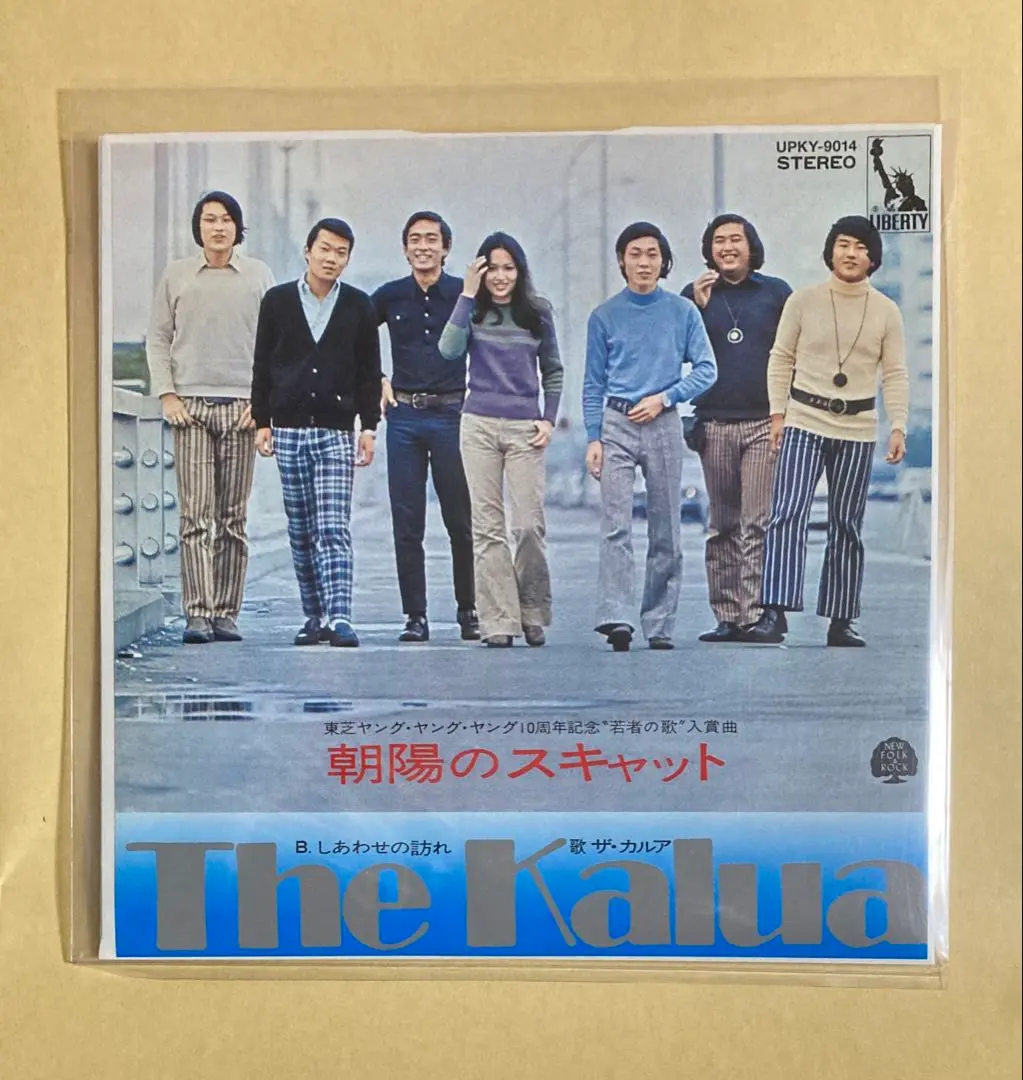 UPKY-9014
STEREO
® LIBERTY
東芝ヤング・ヤング・ヤング10周年記念“若者の歌”入賞曲
朝陽のスキャット
NEW
FOLK
&
ROCK
B. しあわせの訪れ
歌 ザ・カルア
The Kalua